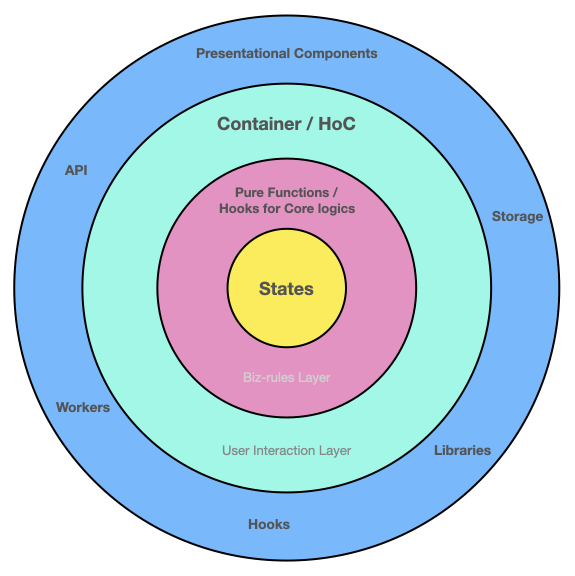 Presentational Components
Container / HoC
API
Pure Functions /
Hooks for Core logics
Storage
States
Biz-rules Layer
Workers
User Interaction Layer
Libraries
Hooks